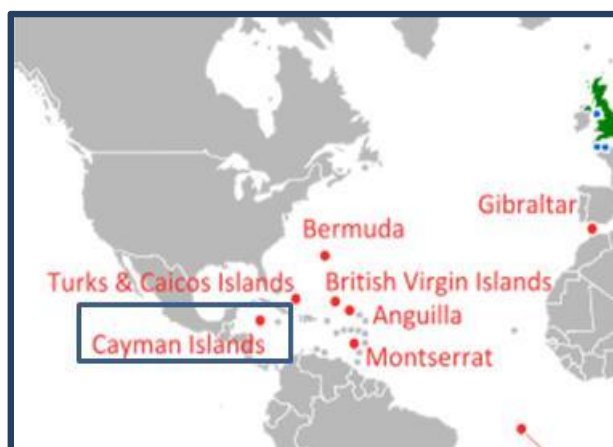 Gibraltar
Bermuda
Turks & Caicos Islands
British Virgin Islands
Anguilla
Cayman Islands
Montserrat